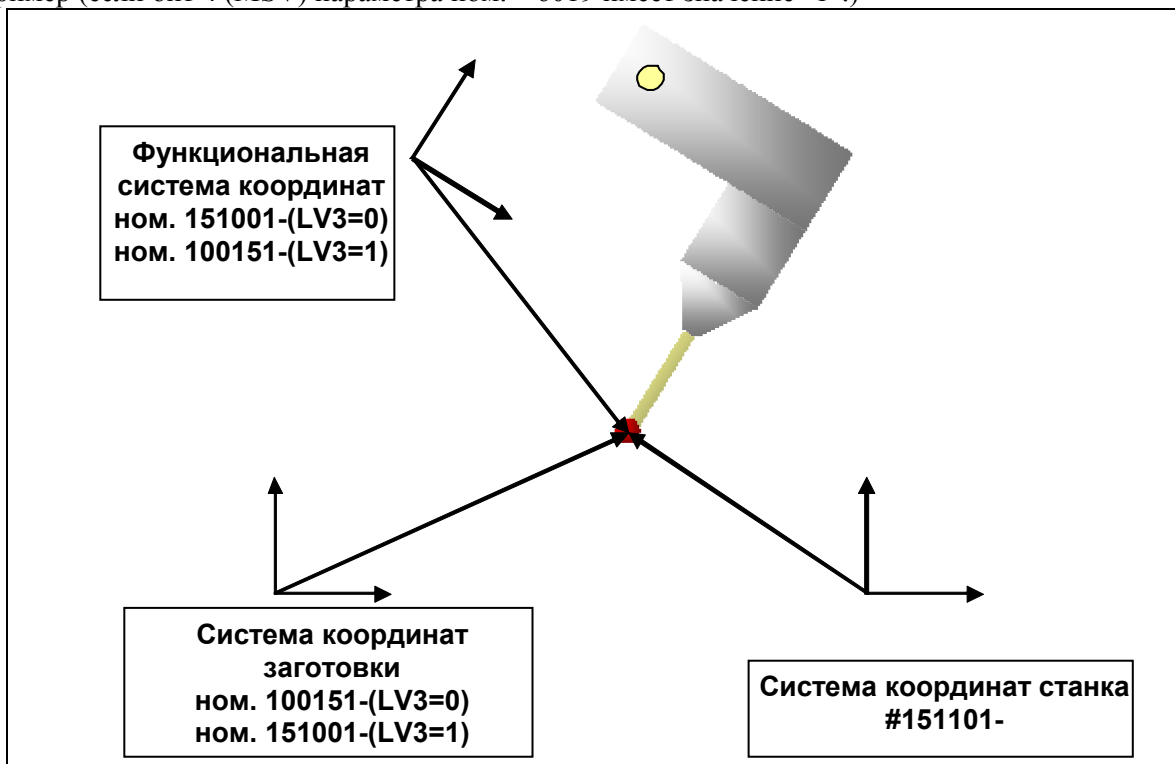 Функциональная
система координат
ном. 151001-(LV3=0)
ном. 100151-(LV3=1)
Система координат
заготовки
ном. 100151-(LV3=0)
ном. 151001-(LV3=1)
Система координат станка
#151101-